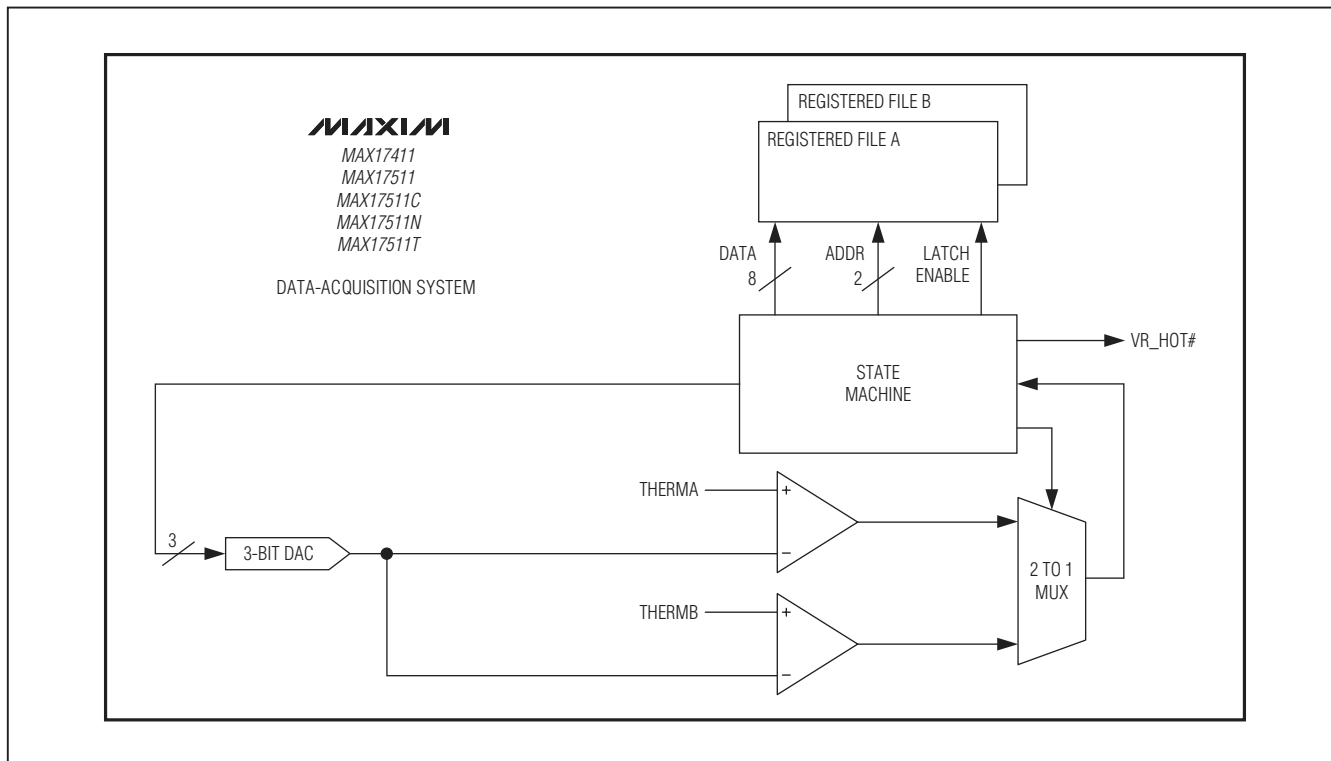 MAXIM
MAX17411
MAX17511
MAX17511C
MAX17511N
MAX17511T
DATA-ACQUISITION SYSTEM
REGISTERED FILE B
REGISTERED FILE A
DATA
8
ADDR
2
LATCH
ENABLE
STATE
MACHINE
VR_HOT#
THERMA
+
−
3
3-BIT DAC
2 TO 1
MUX
THERMB
+
−